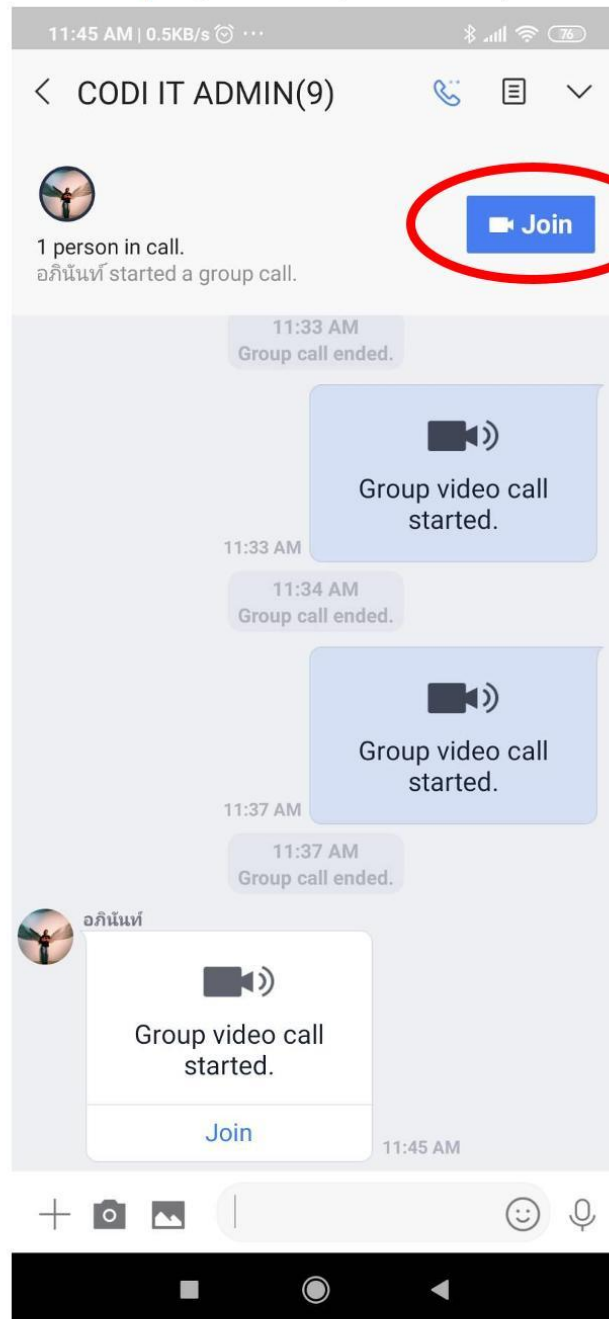 11:45 AM | 0.5KB/s ...
76
CODI IT ADMIN(9)
Join
1 person in call.
อภินันท์ started a group call.
11:33 AM
Group call ended.
Group video call
started.
11:33 AM
11:34 AM
Group call ended.
Group video call
started.
11:37 AM
11:37 AM
Group call ended.
อภินันท์
Group video call
started.
Join
11:45 AM